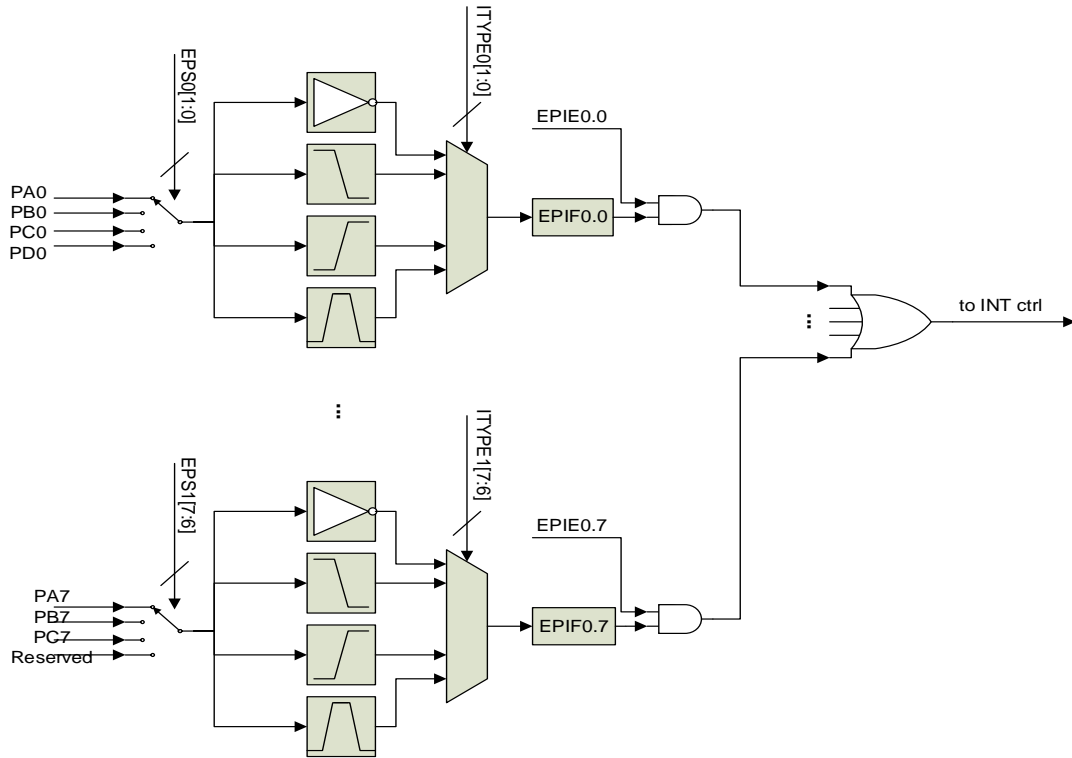 EPS0[1:0]
ITYPE0[1:0]
EPIE0.0
PA0
PB0
PC0
PD0
EPIF0.0
to INT ctrl
...
...
EPS1[7:6]
ITYPE1[7:6]
EPIE0.7
PA7
PB7
PC7
Reserved
EPIF0.7